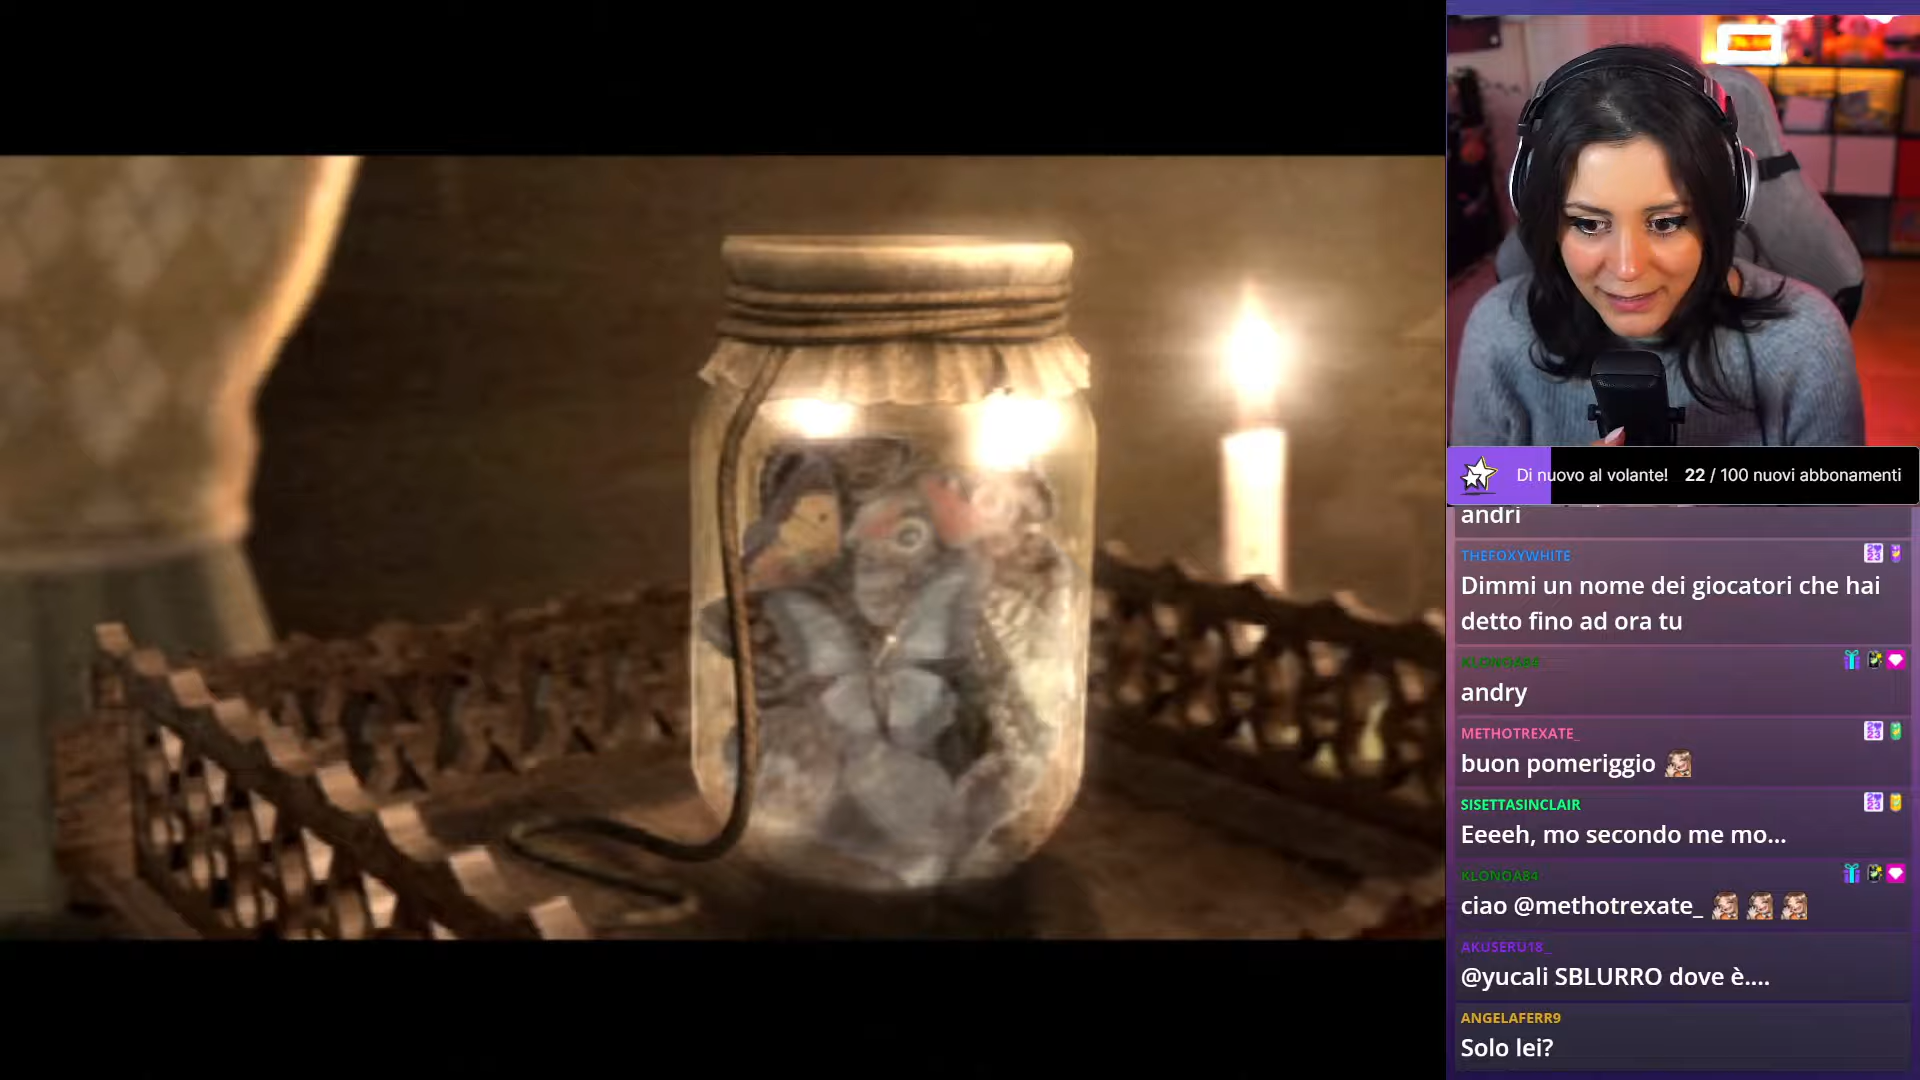 Di nuovo al volante! 22 / 100 nuovi abbonamenti
andri
THEFOXYWHITE
Dimmi un nome dei giocatori che hai
detto fino ad ora tu
KLONOA84
andry
METHOTREXATE_
buon pomeriggio
SISETTASINCLAIR
Eeeeh, mo secondo me mo...
KLONOA84
ciao @methotrexate_
AKUSERU18_
@yucali SBLURRO dove è....
ANGELAFERR9
Solo lei?